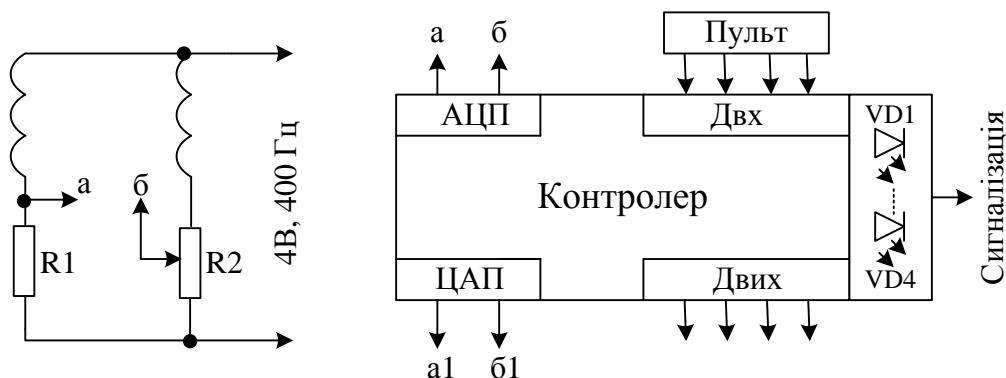 а
б
R1
R2
4В, 400 Гц
а
б
Пульт
АЦП
Двх
VD1
Контролер
ЦАП
Двих
VD4
а1
б1
Сигналізація